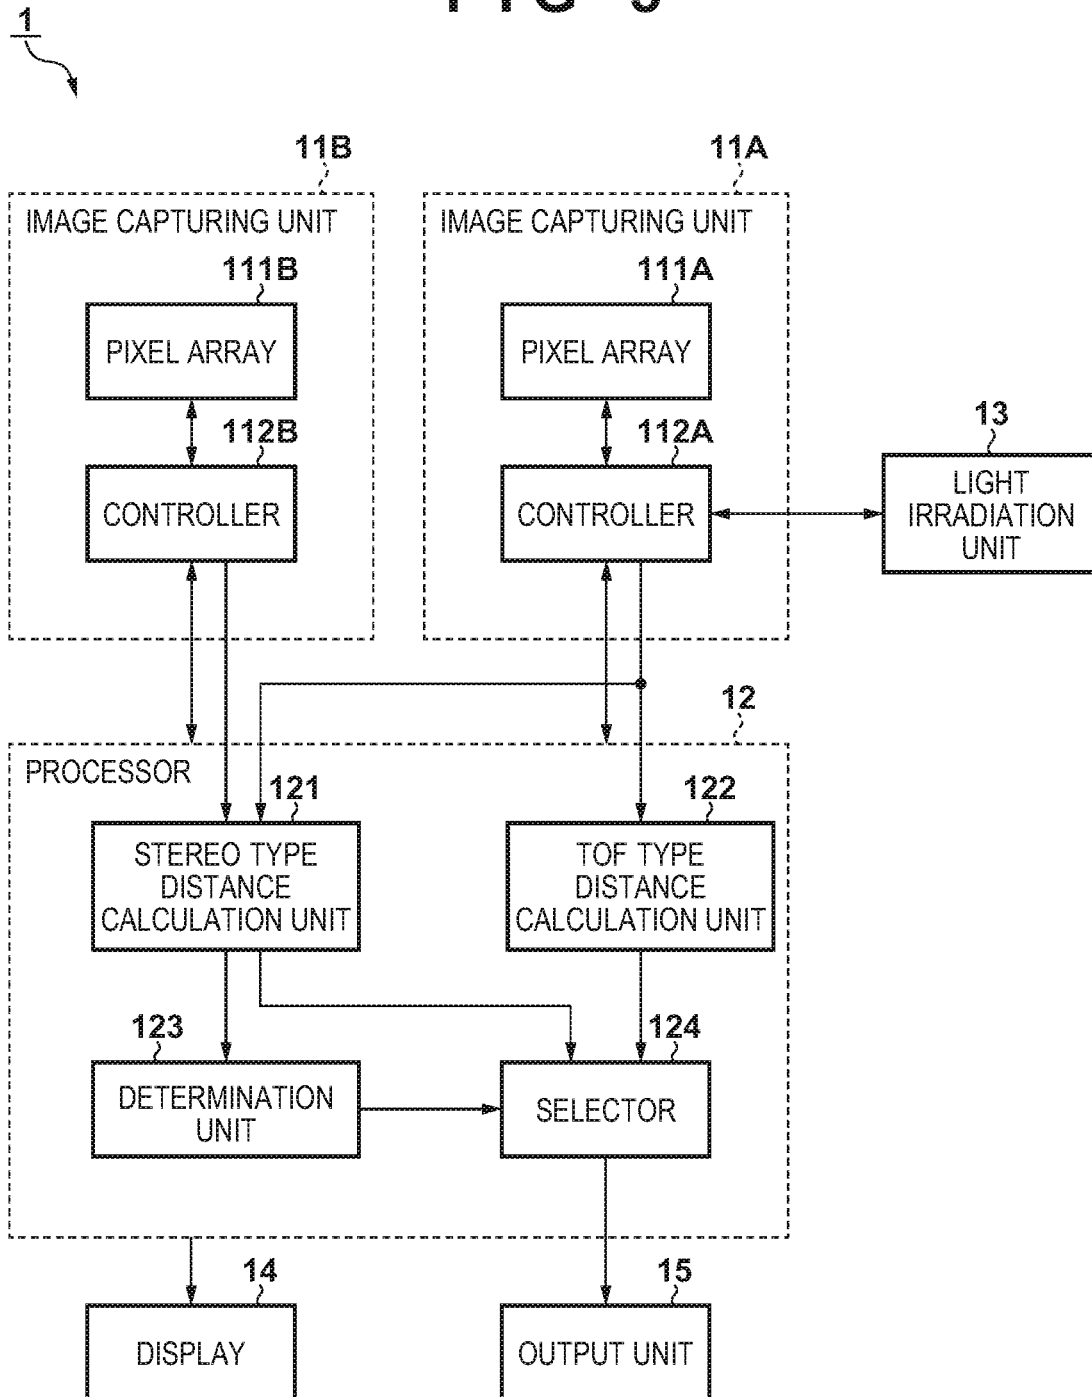 1
11B
11A
IMAGE CAPTURING UNIT
IMAGE CAPTURING UNIT
111B
111A
PIXEL ARRAY
PIXEL ARRAY
112B
112A
13
CONTROLLER
CONTROLLER
LIGHT
IRRADIATION
UNIT
12
PROCESSOR
121
122
STEREO TYPE
DISTANCE
CALCULATION UNIT
TOF TYPE
DISTANCE
CALCULATION UNIT
123
124
DETERMINATION
UNIT
SELECTOR
14
15
DISPLAY
OUTPUT UNIT